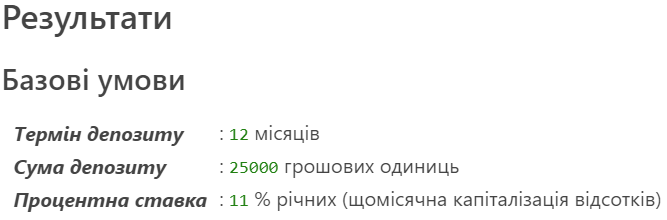 Результати
Базові умови
Термін депозиту : 12 місяців
Сума депозиту : 25000 грошових одиниць
Процентна ставка : 11 % річних (щомісячна капіталізація відсотків)